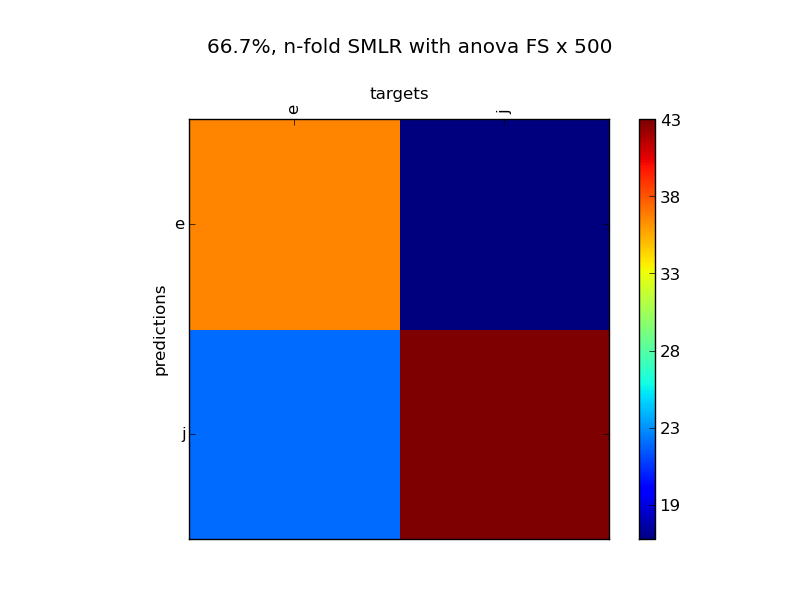 66.7%, n-fold SMLR with anova FS x 500
targets
e
j
43
38
e
33
predictions
28
j
23
19